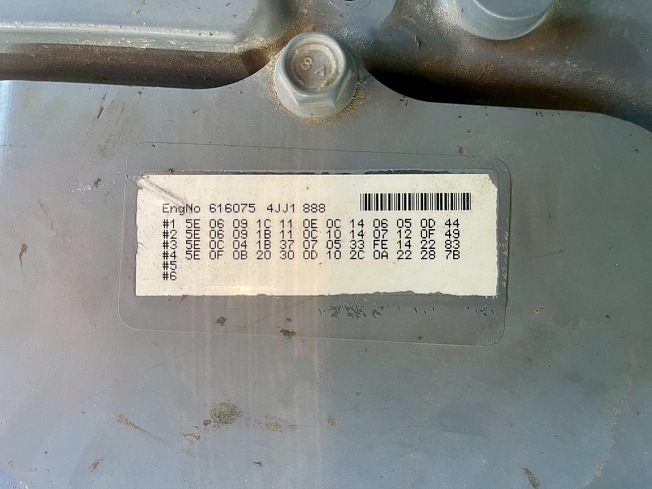 EngNo 616075 4JJ1 888
#1 5E 06 09 1C 11 0E 0C 14 06 05 0D 44
#2 5E 06 09 1B 11 0C 10 14 07 12 0F 49
#3 5E 0C 04 1B 37 07 05 33 FE 14 22 83
#4 5E 0F 0B 20 30 0D 10 2C 0A 22 28 7B
#5
#6